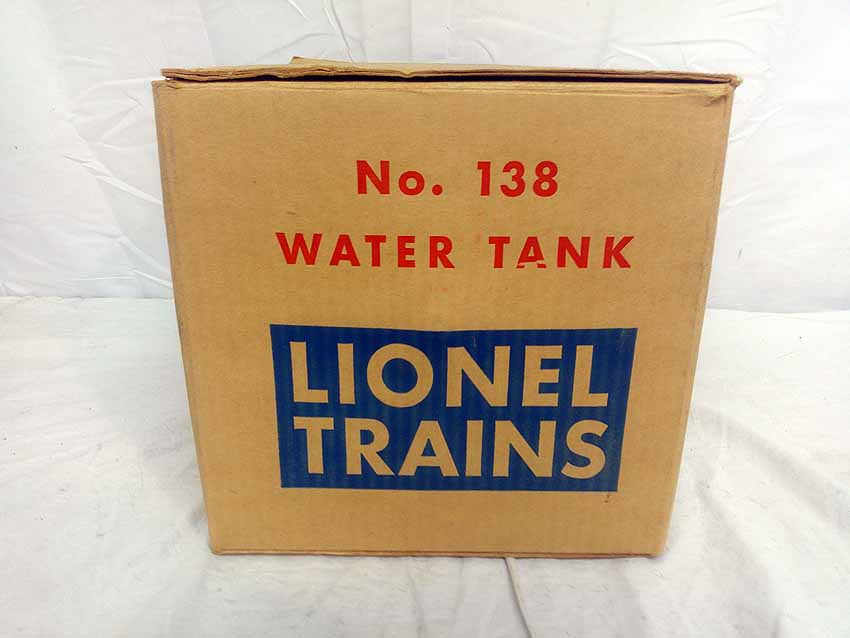 No. 138
WATER TANK
LIONEL
TRAINS